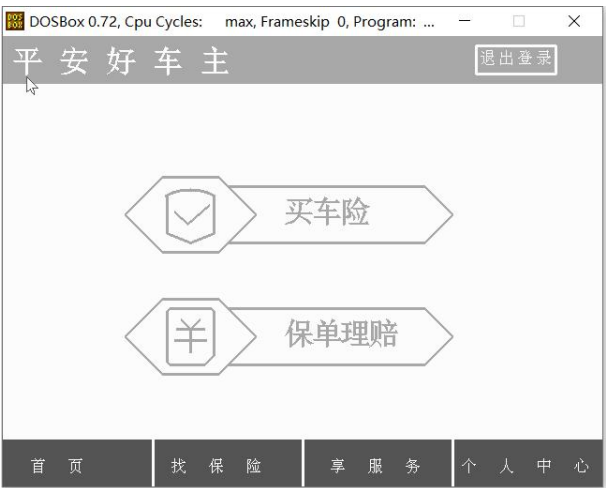 DOSBox 0.72, Cpu Cycles: max, Frameskip 0, Program: ...
平安好车主
退出登录
买车险
保单理赔
首页 找保险 享服务 个人中心